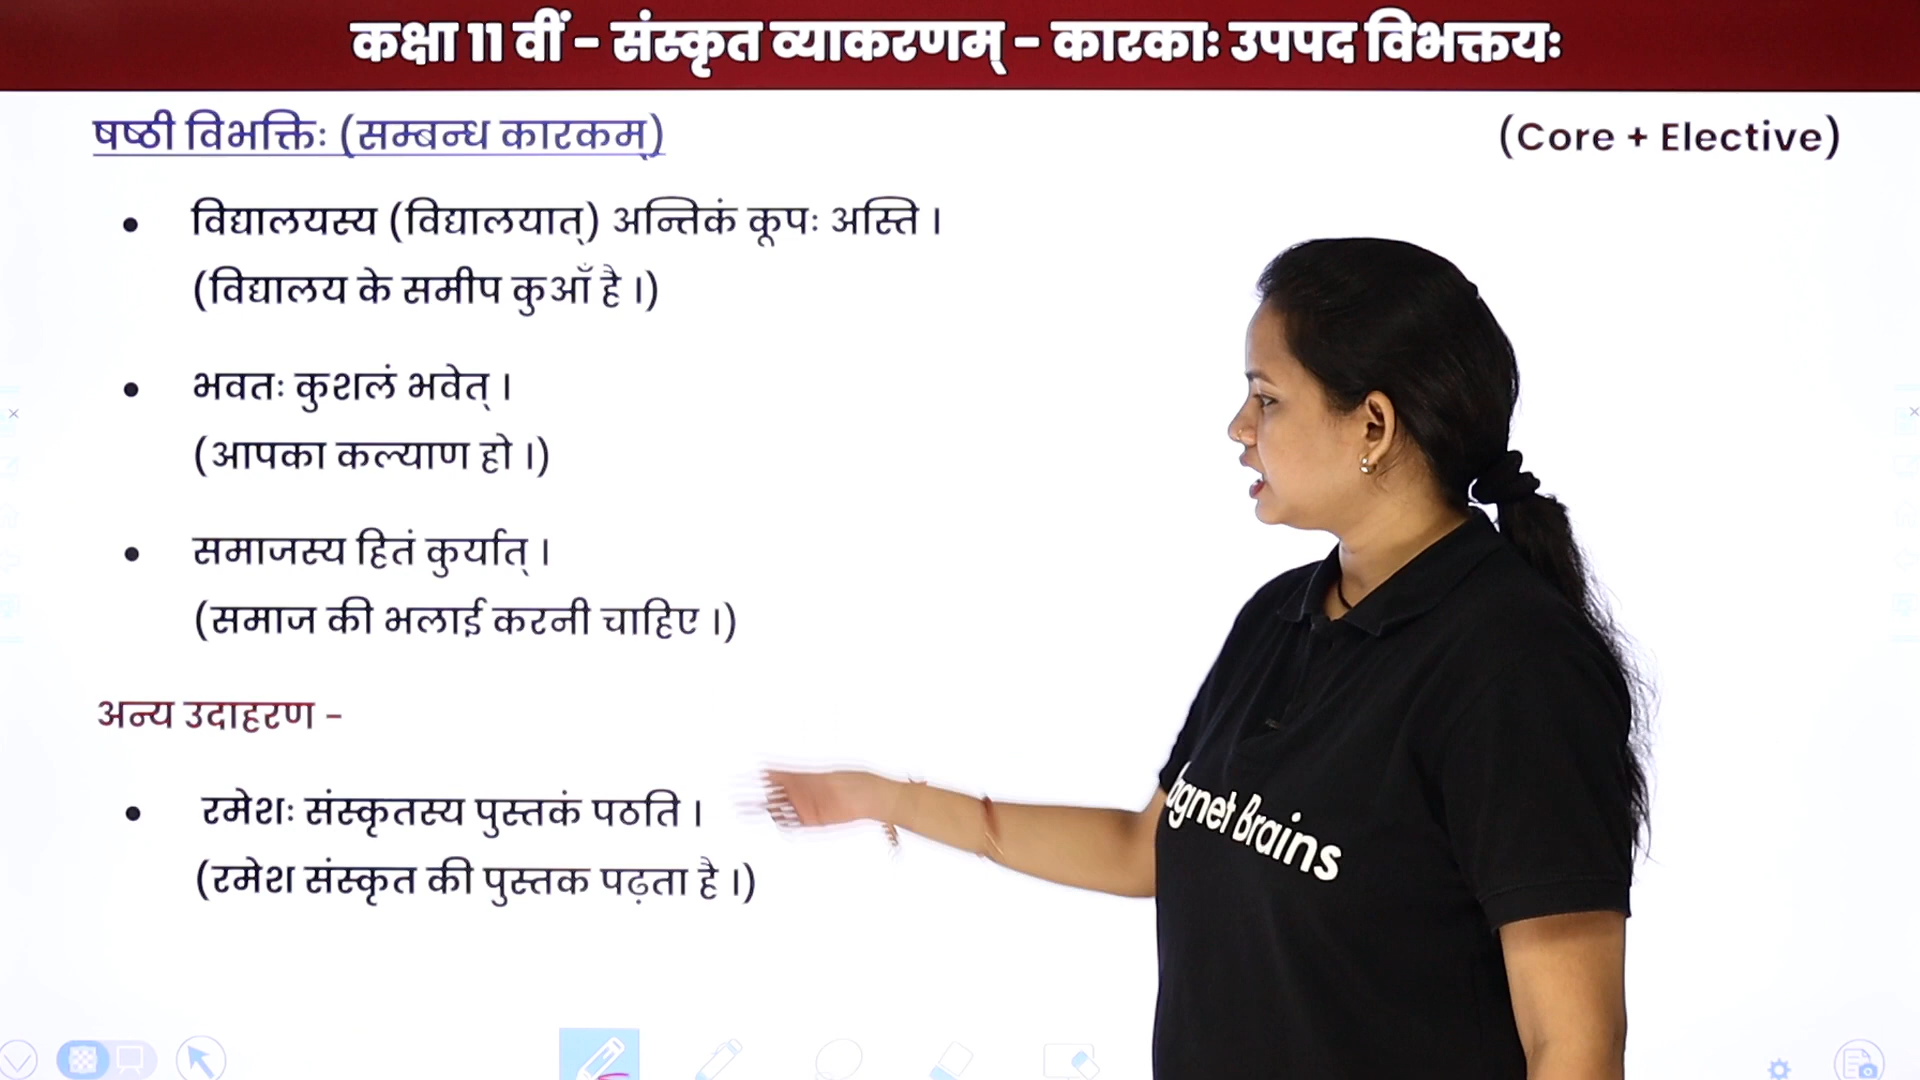 कक्षा 11 वीं - संस्कृत व्याकरणम् - कारकाः उपपद विभक्तयः
षष्ठी विभक्तिः (सम्बन्ध कारकम्)
(Core + Elective)
• विद्यालयस्य (विद्यालयात्) अन्तिकं कूपः अस्ति ।
(विद्यालय के समीप कुआँ है ।)
• भवतः कुशलं भवेत् ।
(आपका कल्याण हो ।)
• समाजस्य हितं कुर्यात् ।
(समाज की भलाई करनी चाहिए ।)
अन्य उदाहरण -
• रमेशः संस्कृतस्य पुस्तकं पठति ।
(रमेश संस्कृत की पुस्तक पढ़ता है ।)
agnet Brains